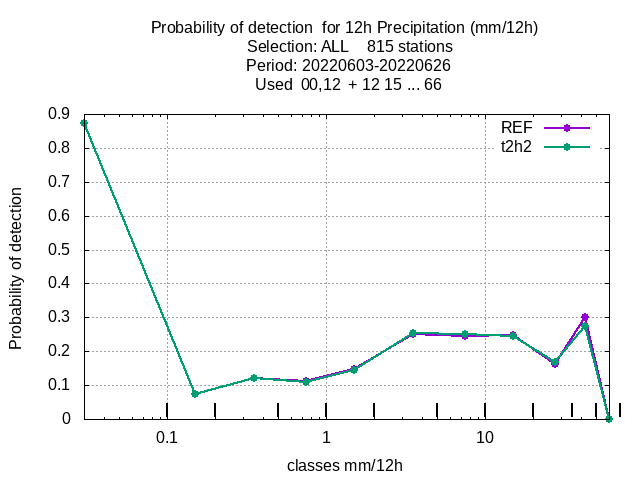 Probability of detection  for 12h Precipitation (mm/12h)
Selection: ALL    815 stations
Period: 20220603-20220626
Used  00,12  + 12 15 ... 66
REF
t2h2
0.9
0.8
0.7
0.6
0.5
0.4
0.3
0.2
0.1
0
Probability of detection
0.1 1 10
classes mm/12h